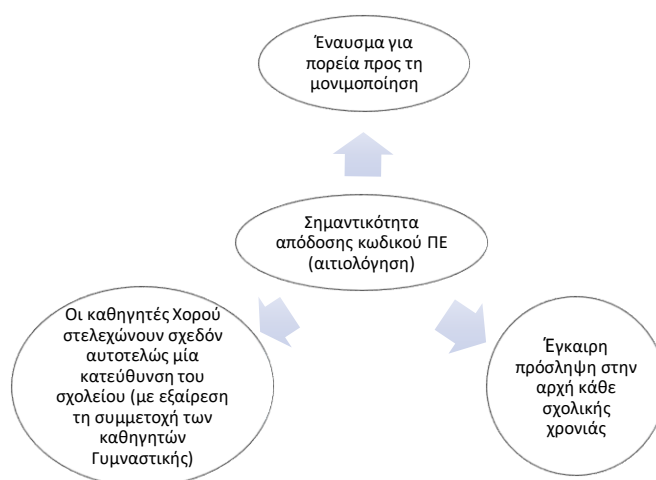 Έναυσμα για
πορεία προς τη
μονιμοποίηση
Σημαντικότητα
απόδοσης κωδικού ΠΕ
(αιτιολόγηση)
Οι καθηγητές Χορού
στελεχώνουν σχεδόν
αυτοτελώς μία
κατεύθυνση του
σχολείου (με εξαίρεση
τη συμμετοχή των
καθηγητών
Γυμναστικής)
Έγκαιρη
πρόσληψη στην
αρχή κάθε
σχολικής
χρονιάς